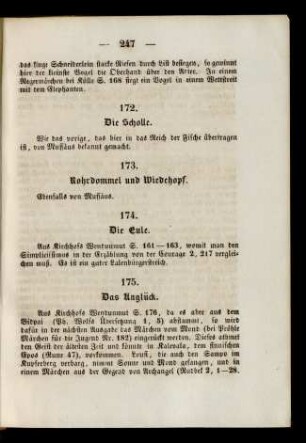 — 247 —
das kluge Schneiderlein starke Riesen durch List besiegen, so gewinnt
hier der kleinste Vogel die Oberhand über den Adler. In einem
Negermärchen bei Kölle S. 168 siegt ein Vogel in einem Wettstreit
mit dem Elephanten.
172.
Die Scholle.
Wie das vorige, das hier in das Reich der Fische übertragen
ist, von Musäus bekannt gemacht.
173.
Rohrdommel und Wiedehopf.
Ebenfalls von Musäus.
174.
Die Eule.
Aus Kirchhofs Wendunmut S. 161—163, womit man den
Simplicissimus in der Erzählung von der Courage 2, 217 verglei-
chen muß. Es ist ein guter Lalenbürgerstreich.
175.
Das Unglück.
Aus Kirchhofs Wendunmut S. 176, da es aber aus dem
Bidpai (Ph. Wolfs Übersetzung 1, 5) abstammt, so wird
dafür in der nächsten Ausgabe das Märchen vom Mond (bei Pröhle
Märchen für die Jugend Nr. 182) eingerückt werden. Dieses athmet
den Geist der ältesten Zeit und könnte in Kalevala, dem finnischen
Epos (Rune 47), vorkommen. Louhi, die auch den Sampo im
Kupferberg verbarg, nimmt Sonne und Mond gefangen, und in
einem Märchen aus der Gegend von Archangel (Rudbek 2, 1—28.